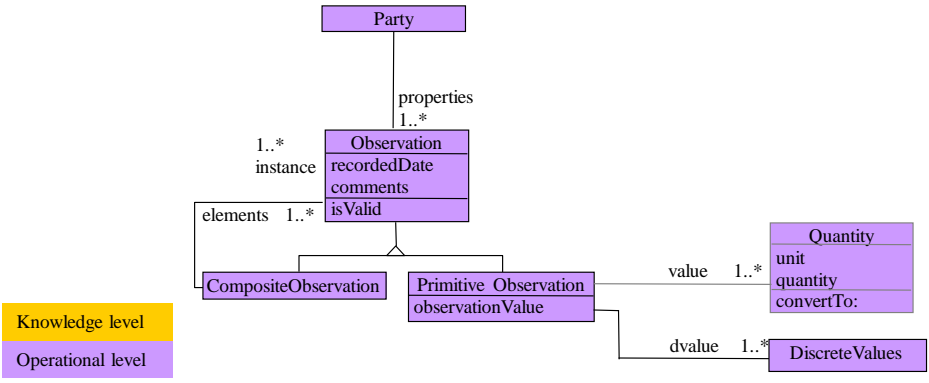 Party
properties
1..*
1..*
instance
Observation
recordedDate
comments
isValid
elements 1..*
Quantity
unit
quantity
convertTo:
value 1..*
CompositeObservation
Primitive Observation
observationValue
Knowledge level
Operational level
dvalue 1..*
DiscreteValues